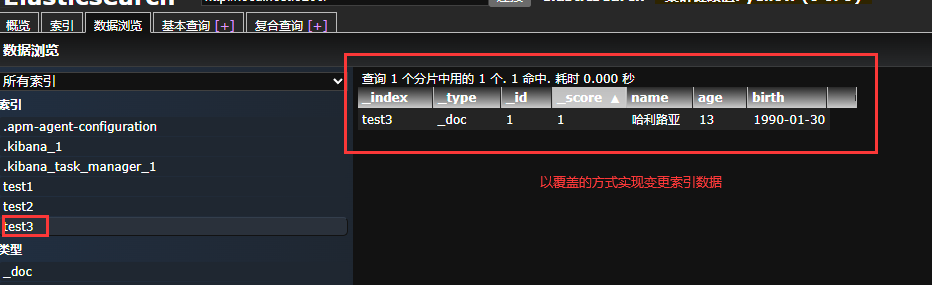 概览 索引 数据浏览 基本查询 [+] 复合查询 [+]
数据浏览
所有索引
索引
.apm-agent-configuration
.kibana_1
.kibana_task_manager_1
test1
test2
test3
类型
_doc
查询 1 个分片中用的 1 个. 1 命中. 耗时 0.000 秒
_index _type _id _score ▲ name age birth
test3 _doc 1 1 哈利路亚 13 1990-01-30
以覆盖的方式实现变更索引数据